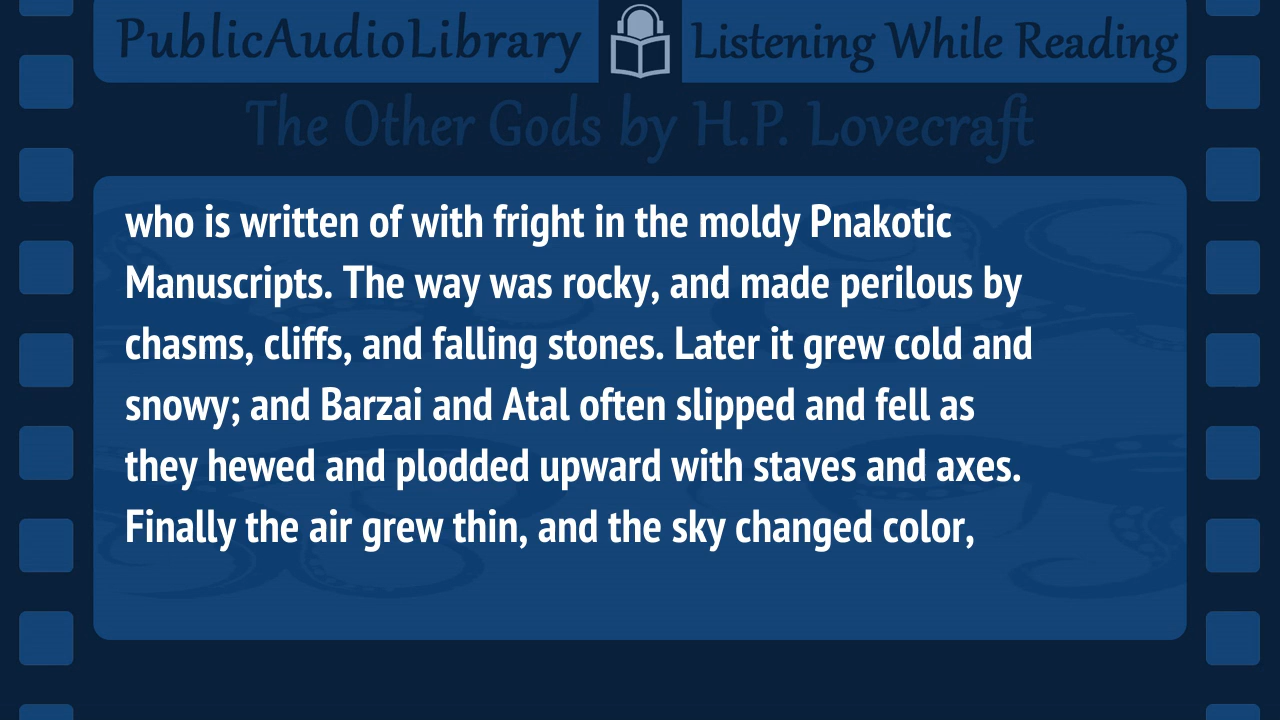 PublicAudioLibrary Listening While Reading
The Other Gods by H.P. Lovecraft
who is written of with fright in the moldy Pnakotic
Manuscripts. The way was rocky, and made perilous by
chasms, cliffs, and falling stones. Later it grew cold and
snowy; and Barzai and Atal often slipped and fell as
they hewed and plodded upward with staves and axes.
Finally the air grew thin, and the sky changed color,